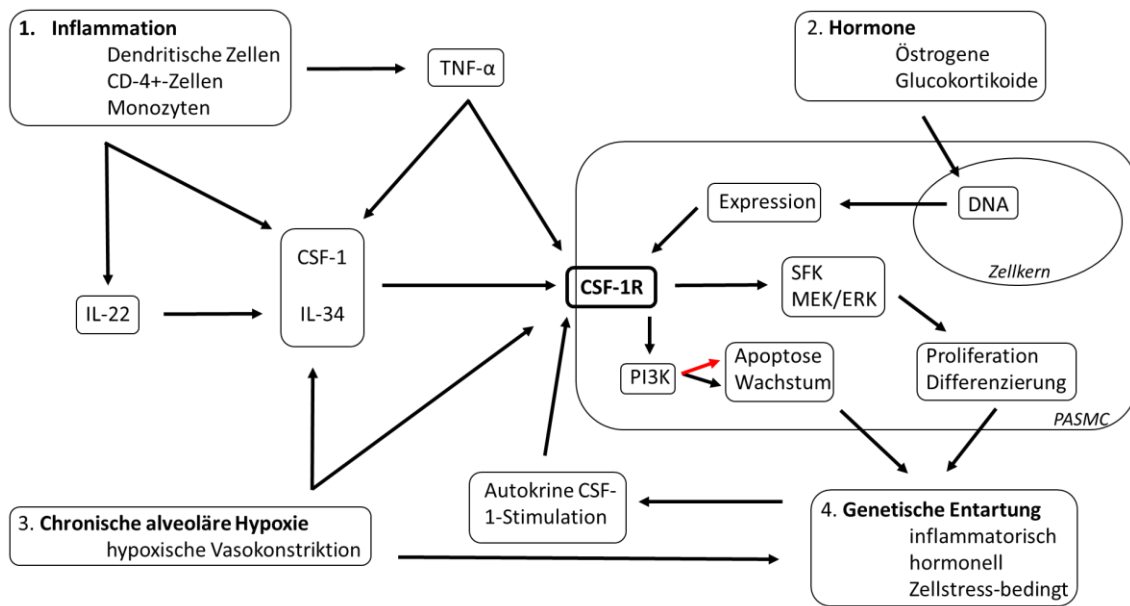 1. Inflammation
Dendritische Zellen
CD-4+-Zellen
Monozyten
TNF-α
2. Hormone
Östrogene
Glucokortikoide
Expression
DNA
Zellkern
CSF-1
IL-34
IL-22
CSF-1R
SFK
MEK/ERK
PI3K
Apoptose
Wachstum
Proliferation
Differenzierung
PASMC
3. Chronische alveoläre Hypoxie
hypoxische Vasokonstriktion
Autokrine CSF-
1-Stimulation
4. Genetische Entartung
inflammatorisch
hormonell
Zellstress-bedingt